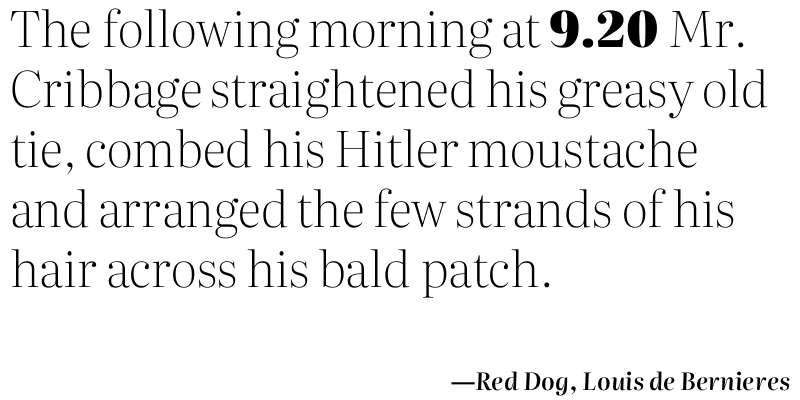 The following morning at 9.20 Mr.
Cribbage straightened his greasy old
tie, combed his Hitler moustache
and arranged the few strands of his
hair across his bald patch.
—Red Dog, Louis de Bernieres